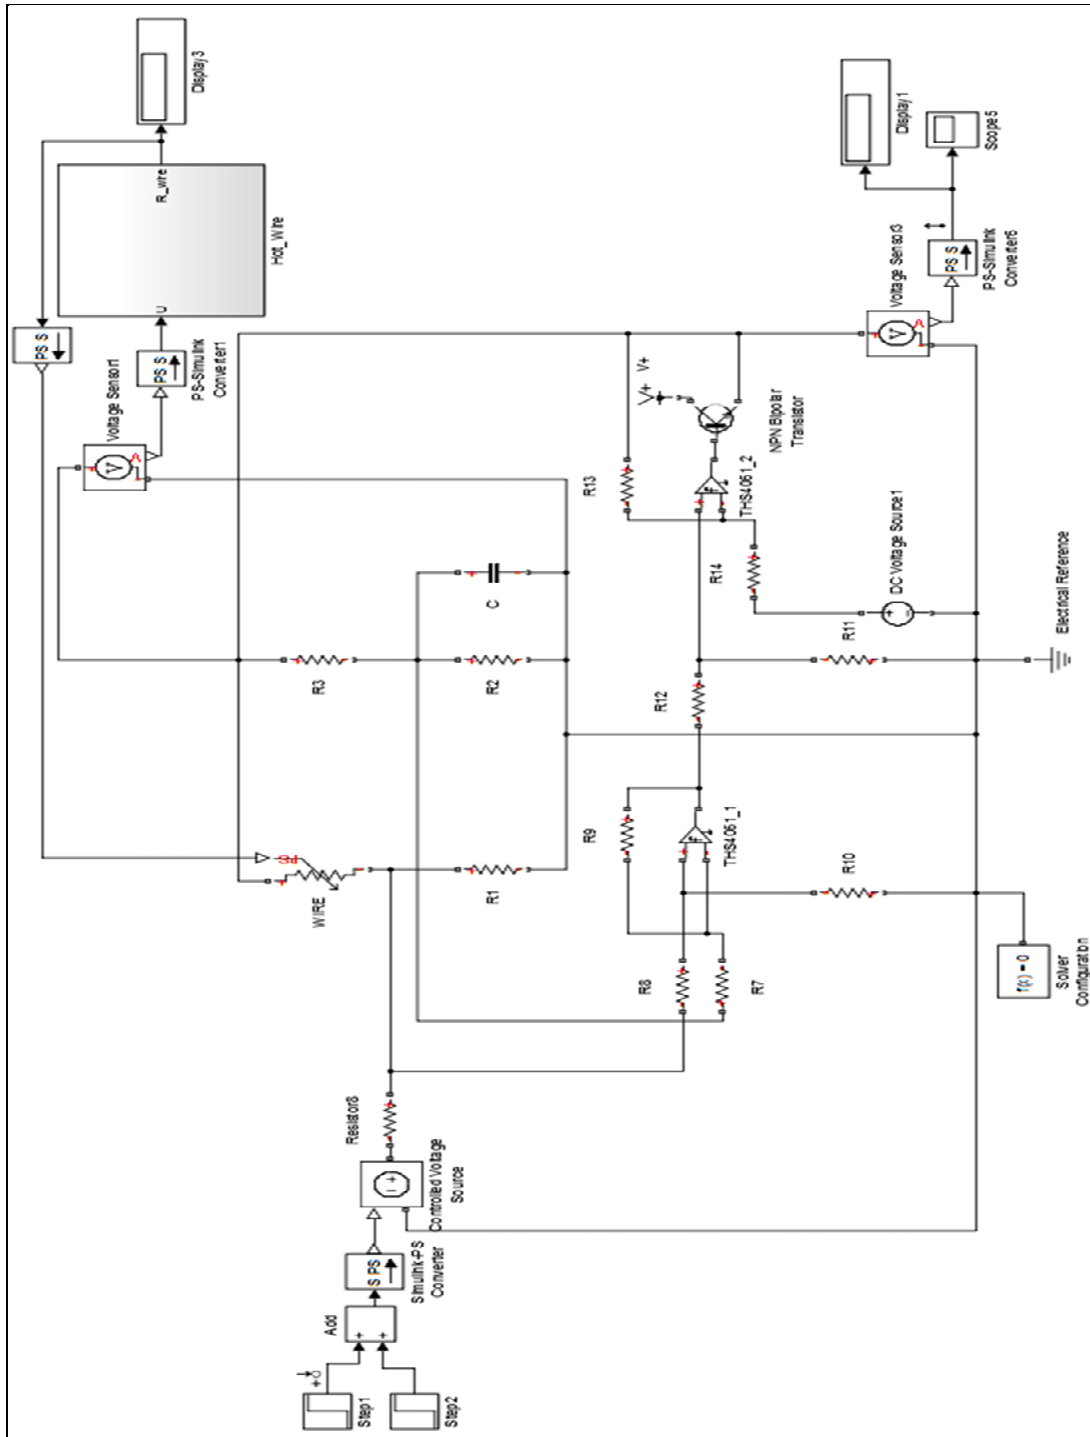 Step1
Step2
Add
+
+
S PS
Simulink-PS
Converter
Controlled Voltage
Source
Resistor8
WIRE
PS S
Voltage Sensor1
V
PS S
PS-Simulink
Converter1
U
R_wire
Hot_Wire
Display3
R3
R1
R2
C
R8
R7
R9
THS4061_1
R10
R12
R11
R14
R13
THS4061_2
V+
V+
NPN Bipolar
Transistor
DC Voltage Source1
Electrical Reference
f(x) = 0
Solver
Configuration
Voltage Sensor3
V
PS S
PS-Simulink
Converter6
Display1
Scope5